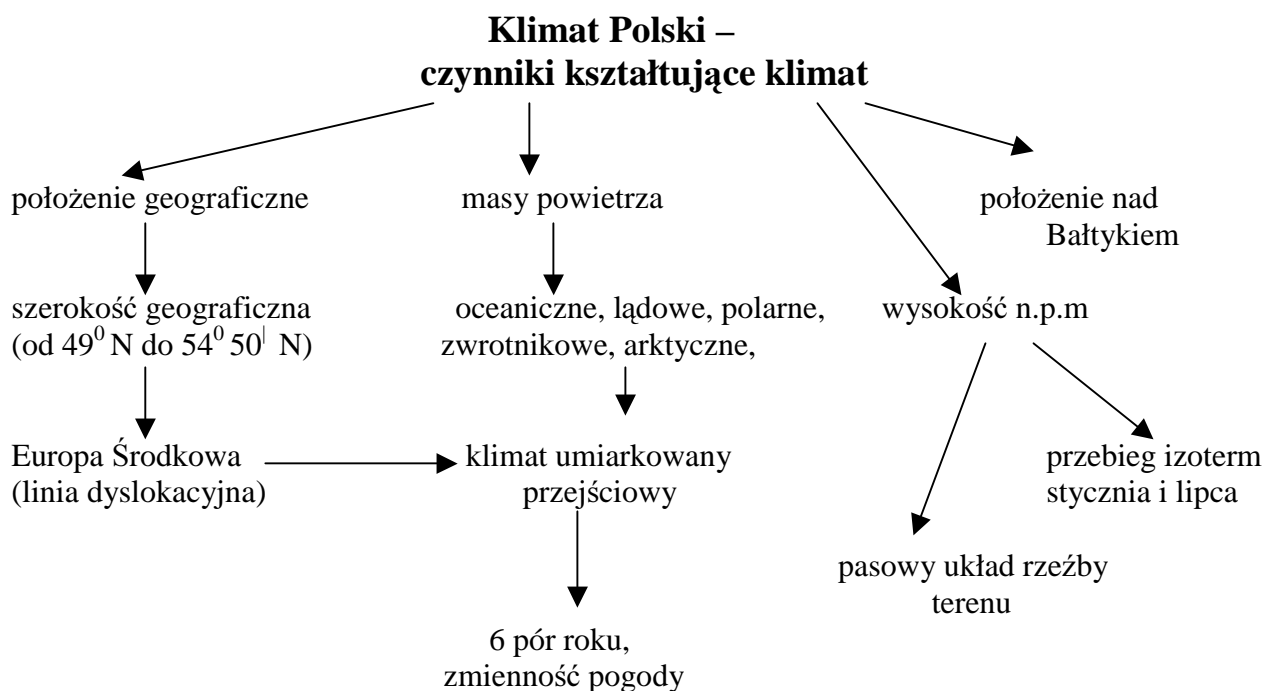 Klimat Polski –
czynniki kształtujące klimat
położenie geograficzne
masy powietrza
położenie nad
Bałtykiem
szerokość geograficzna
(od 49⁰ N do 54⁰ 50ˡ N)
oceaniczne, lądowe, polarne,
zwrotnikowe, arktyczne,
wysokość n.p.m
Europa Środkowa
(linia dyslokacyjna)
klimat umiarkowany
przejściowy
przebieg izoterm
stycznia i lipca
pasowy układ rzeźby
terenu
6 pór roku,
zmienność pogody